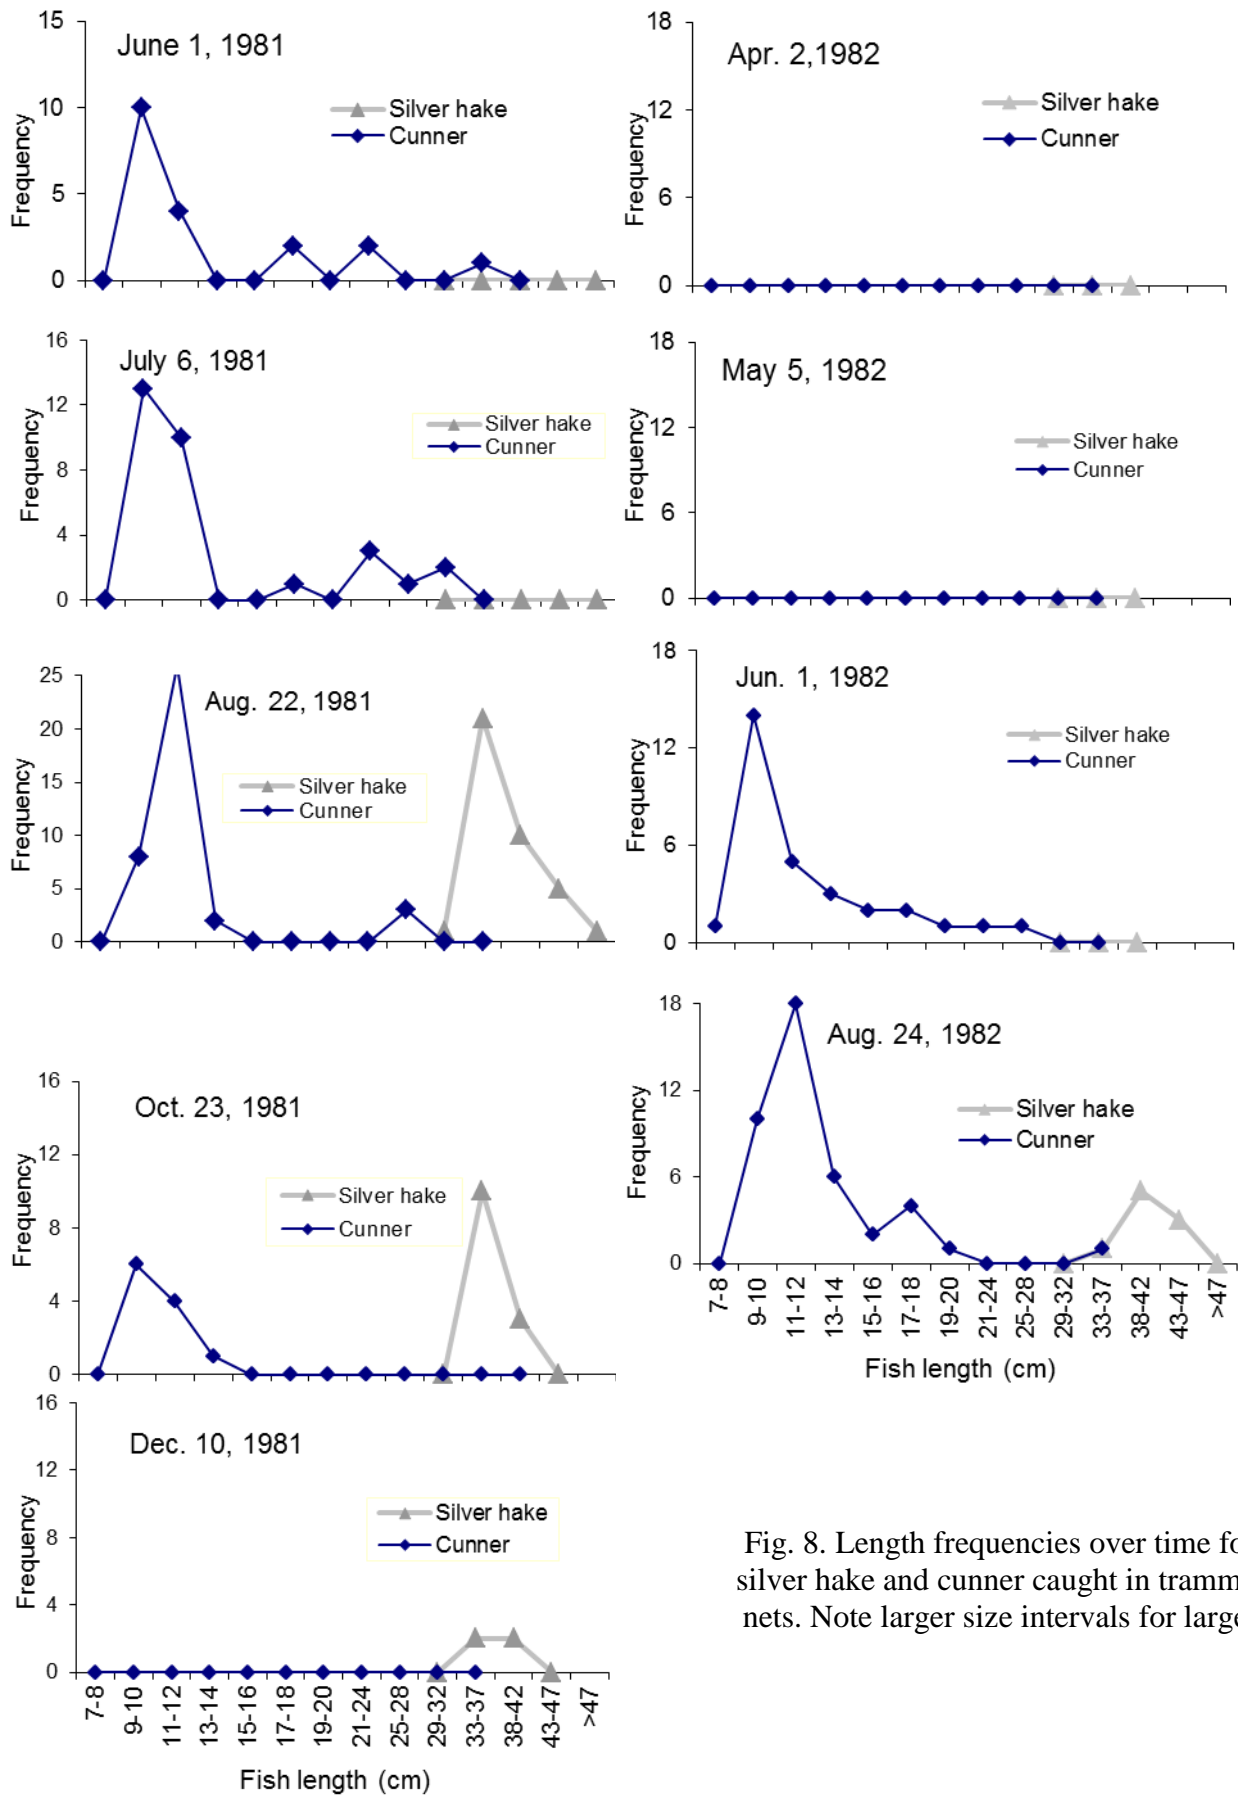 June 1, 1981
Frequency
15
10
5
0
Silver hake
Cunner
July 6, 1981
Frequency
16
12
8
4
0
Silver hake
Cunner
Aug. 22, 1981
Frequency
25
20
15
10
5
0
Silver hake
Cunner
Oct. 23, 1981
Frequency
16
12
8
4
0
Silver hake
Cunner
Dec. 10, 1981
Frequency
16
12
8
4
0
Silver hake
Cunner
7-8
9-10
11-12
13-14
15-16
17-18
19-20
21-24
25-28
29-32
33-37
38-42
43-47
>47
Fish length (cm)
Apr. 2,1982
Frequency
18
12
6
0
Silver hake
Cunner
May 5, 1982
Frequency
18
12
6
0
Silver hake
Cunner
Jun. 1, 1982
Frequency
18
12
6
0
Silver hake
Cunner
Aug. 24, 1982
Frequency
18
12
6
0
Silver hake
Cunner
7-8
9-10
11-12
13-14
15-16
17-18
19-20
21-24
25-28
29-32
33-37
38-42
43-47
>47
Fish length (cm)
Fig. 8. Length frequencies over time fo
silver hake and cunner caught in tramm
nets. Note larger size intervals for large